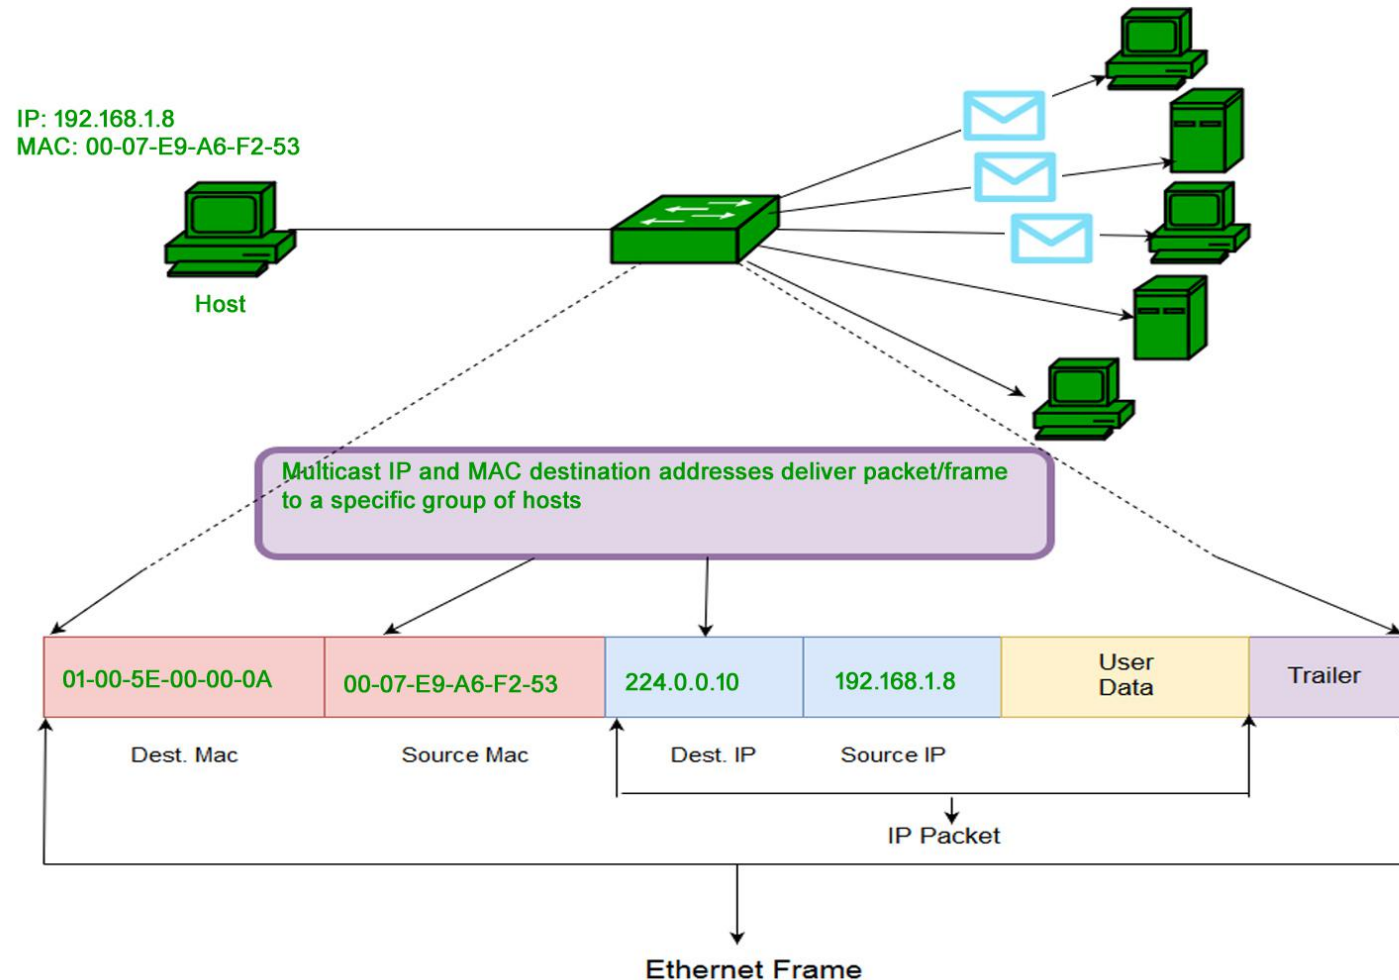 IP: 192.168.1.8
MAC: 00-07-E9-A6-F2-53
Host
Multicast IP and MAC destination addresses deliver packet/frame
to a specific group of hosts
01-00-5E-00-00-0A
00-07-E9-A6-F2-53
224.0.0.10
192.168.1.8
User
Data
Trailer
Dest. Mac
Source Mac
Dest. IP
Source IP
IP Packet
Ethernet Frame